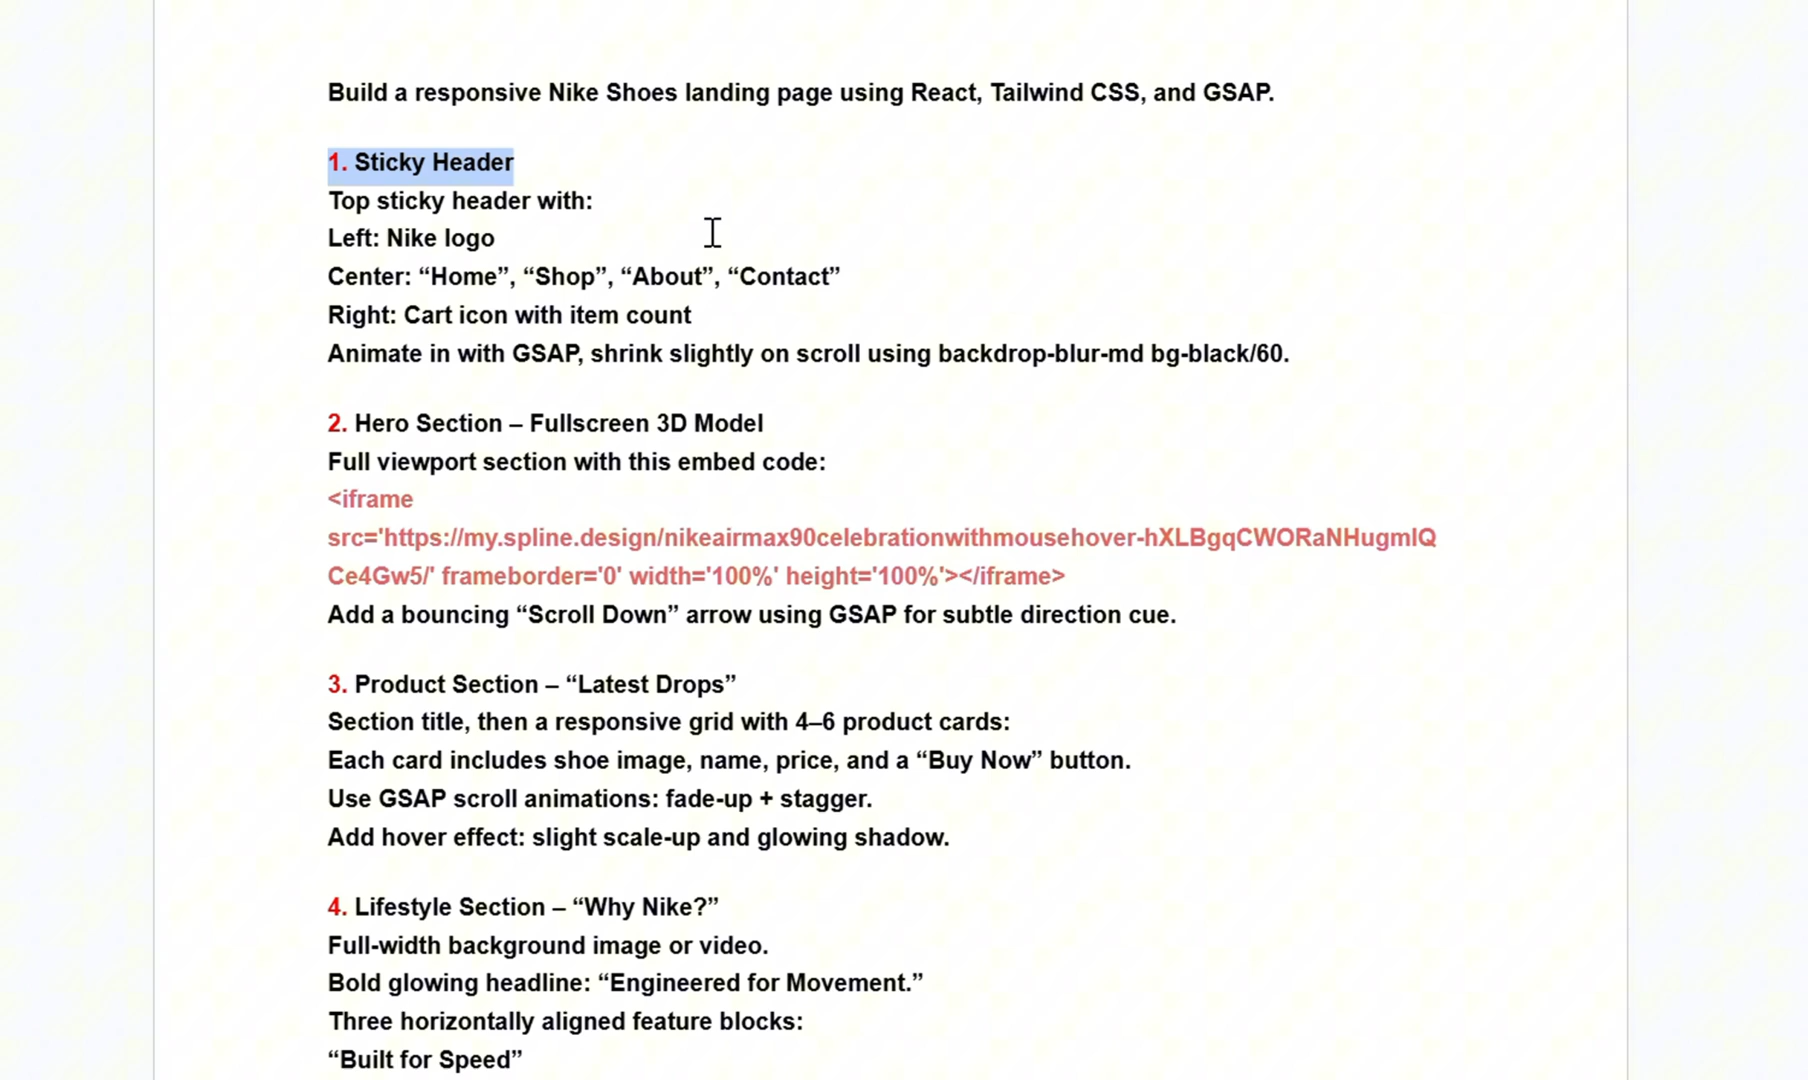 Build a responsive Nike Shoes landing page using React, Tailwind CSS, and GSAP.
1. Sticky Header
Top sticky header with:
Left: Nike logo
Center: “Home”, “Shop”, “About”, “Contact”
Right: Cart icon with item count
Animate in with GSAP, shrink slightly on scroll using backdrop-blur-md bg-black/60.
2. Hero Section – Fullscreen 3D Model
Full viewport section with this embed code:
<iframe
src='https://my.spline.design/nikeairmax90celebrationwithmousehover-hXLBgqCWORaNHugmlQ
Ce4Gw5/' frameborder='0' width='100%' height='100%'></iframe>
Add a bouncing “Scroll Down” arrow using GSAP for subtle direction cue.
3. Product Section – “Latest Drops”
Section title, then a responsive grid with 4–6 product cards:
Each card includes shoe image, name, price, and a “Buy Now” button.
Use GSAP scroll animations: fade-up + stagger.
Add hover effect: slight scale-up and glowing shadow.
4. Lifestyle Section – “Why Nike?”
Full-width background image or video.
Bold glowing headline: “Engineered for Movement.”
Three horizontally aligned feature blocks:
“Built for Speed”